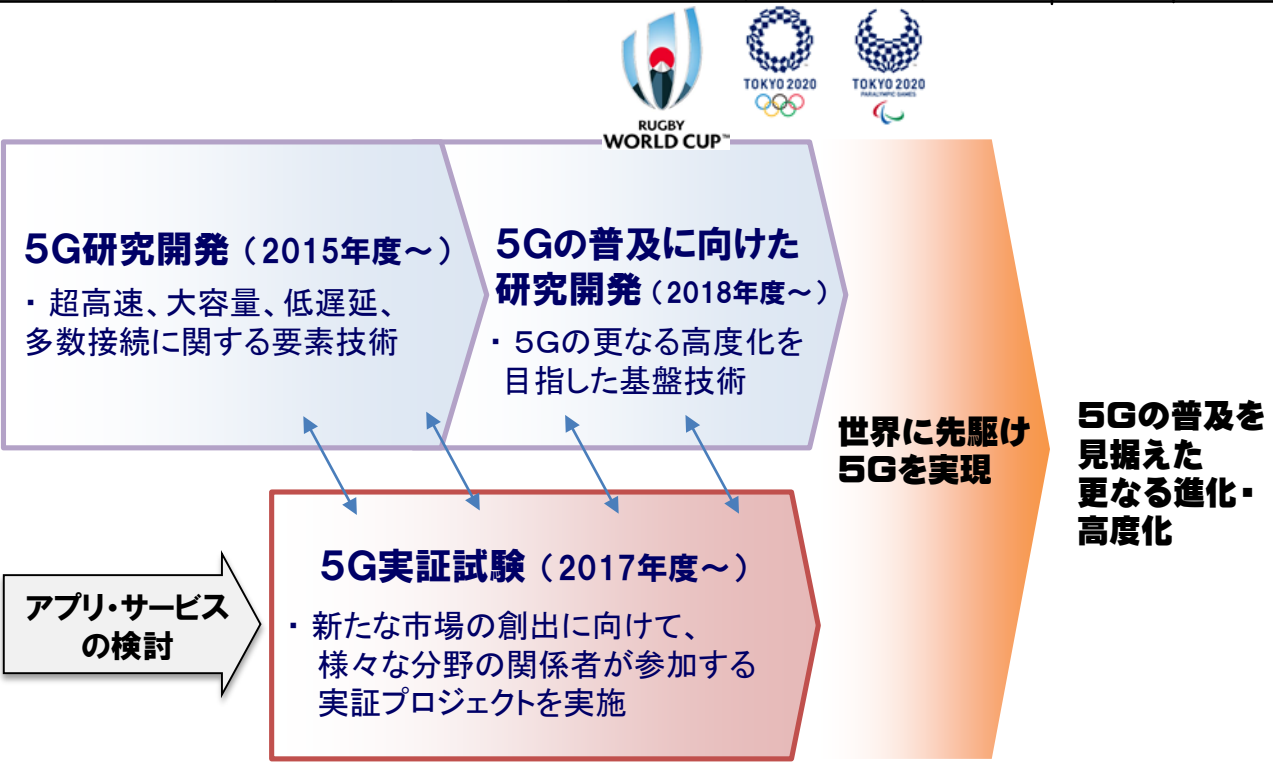 RUGBY
WORLD CUP™
TOKYO 2020
TOKYO 2020
PARALYMPIC GAMES
5G研究開発（2015年度～）
・ 超高速、大容量、低遅延、
多数接続に関する要素技術
5Gの普及に向けた
研究開発（2018年度～）
・ 5Gの更なる高度化を
目指した基盤技術
世界に先駆け
5Gを実現
5Gの普及を
見据えた
更なる進化・
高度化
アプリ・サービス
の検討
5G実証試験（2017年度～）
・ 新たな市場の創出に向けて、
様々な分野の関係者が参加する
実証プロジェクトを実施